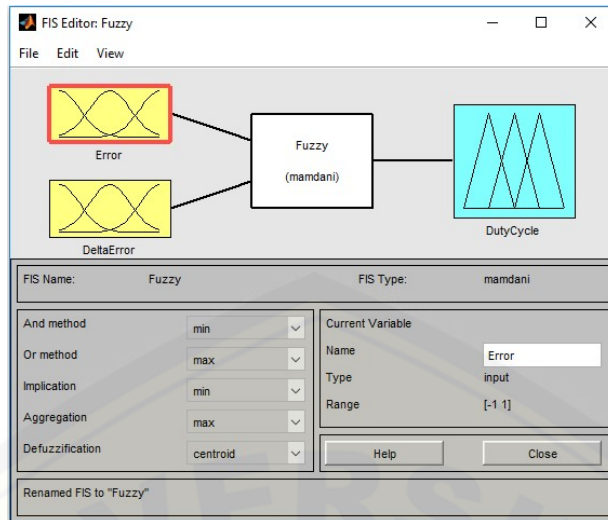 FIS Editor: Fuzzy
File Edit View
Error
DeltaError
Fuzzy
(mamdani)
DutyCycle
FIS Name: Fuzzy FIS Type: mamdani
And method min
Or method max
Implication min
Aggregation max
Defuzzification centroid
Current Variable
Name Error
Type input
Range [-1 1]
Help Close
Renamed FIS to "Fuzzy"